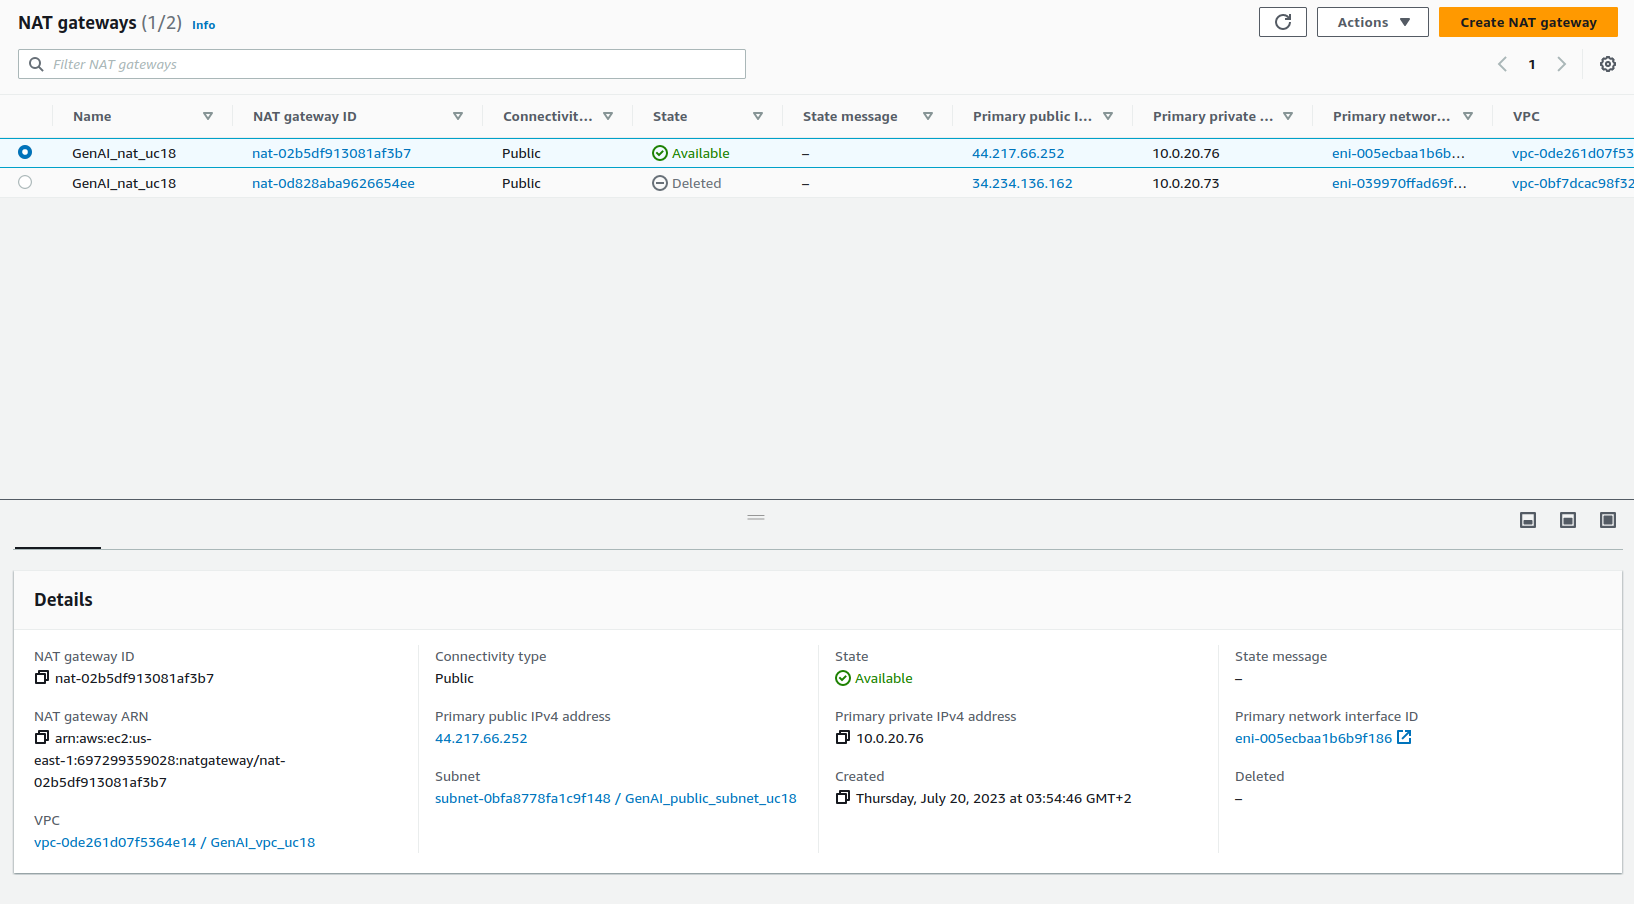 NAT gateways (1/2) Info
Actions
Create NAT gateway
Filter NAT gateways
1
Name NAT gateway ID Connectivit... State State message Primary public I... Primary private ... Primary networ... VPC
GenAI_nat_uc18 nat-02b5df913081af3b7 Public Available – 44.217.66.252 10.0.20.76 eni-005ecbaa1b6b... vpc-0de261d07f53
GenAI_nat_uc18 nat-0d828aba9626654ee Public Deleted – 34.234.136.162 10.0.20.73 eni-039970ffad69f... vpc-0bf7dcac98f32
Details
NAT gateway ID
nat-02b5df913081af3b7
NAT gateway ARN
arn:aws:ec2:us-
east-1:697299359028:natgateway/nat-
02b5df913081af3b7
VPC
vpc-0de261d07f5364e14 / GenAI_vpc_uc18
Connectivity type
Public
Primary public IPv4 address
44.217.66.252
Subnet
subnet-0bfa8778fa1c9f148 / GenAI_public_subnet_uc18
State
Available
Primary private IPv4 address
10.0.20.76
Created
Thursday, July 20, 2023 at 03:54:46 GMT+2
State message
–
Primary network interface ID
eni-005ecbaa1b6b9f186
Deleted
–